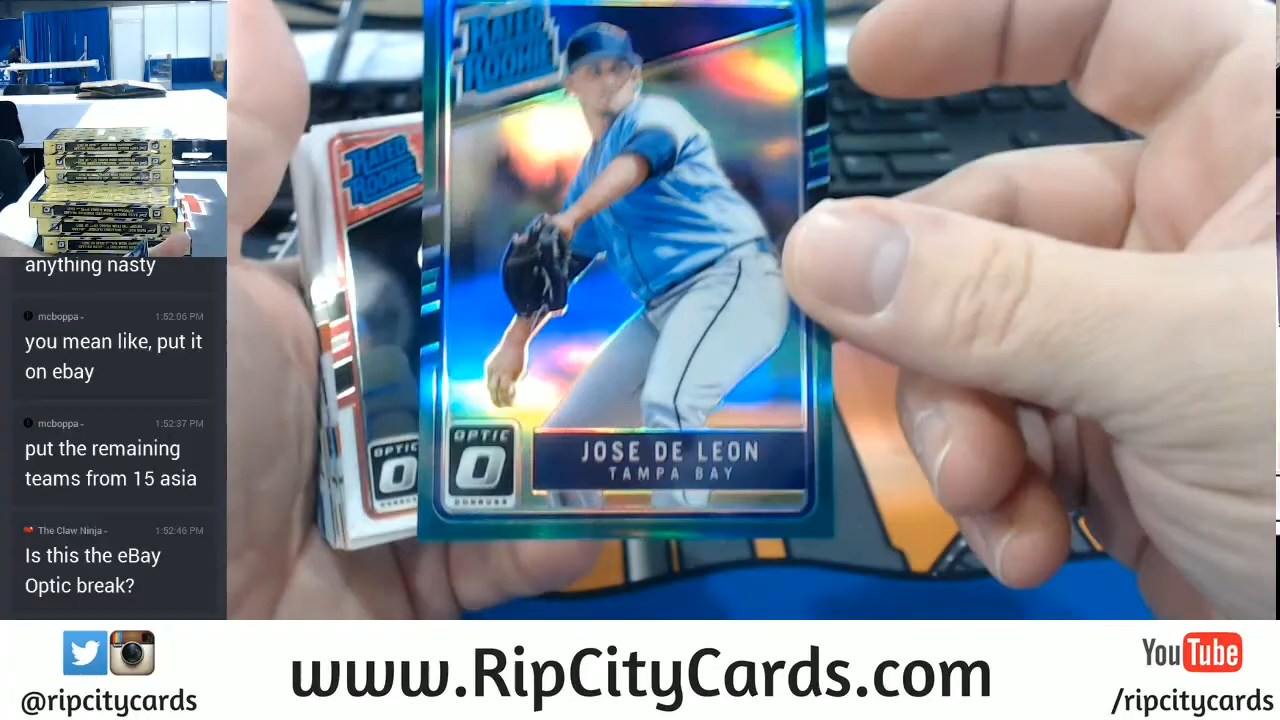 anything nasty
mcboppa -
1:52:06 PM
you mean like, put it
on ebay
mcboppa -
1:52:37 PM
put the remaining
teams from 15 asia
The Claw Ninja -
1:52:46 PM
Is this the eBay
Optic break?
RATED
ROOKIE
RATED
ROOKIE
OPTIC
OPTIC
DONRUSS
JOSE DE LEON
TAMPA BAY
@ripcitycards
www.RipCityCards.com
YouTube
/ripcitycards